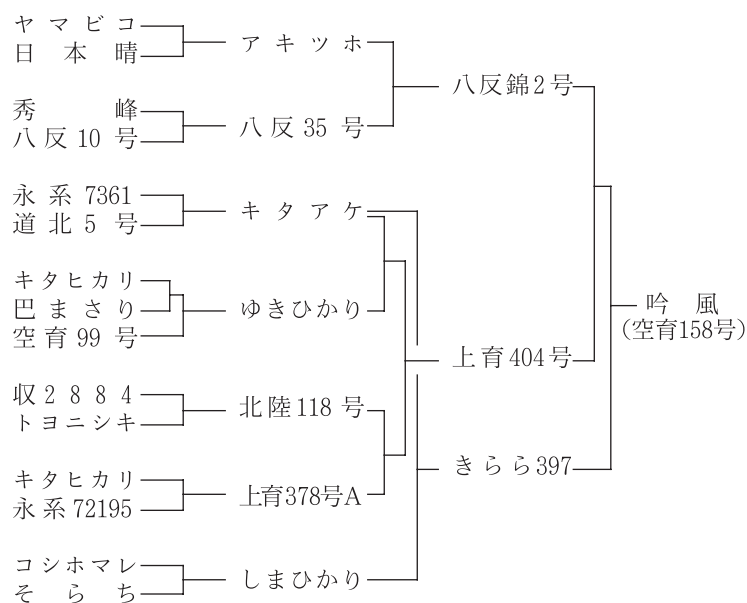 ヤマビコ
日本晴
アキツホ
秀峰
八反10号
八反35号
八反錦2号
永系7361
道北5号
キタアケ
キタヒカリ
巴まさり
空育99号
ゆきひかり
吟風
(空育158号)
上育404号
収2884
トヨニシキ
北陸118号
きらら397
キタヒカリ
永系72195
上育378号A
コシホマレ
そらち
しまひかり